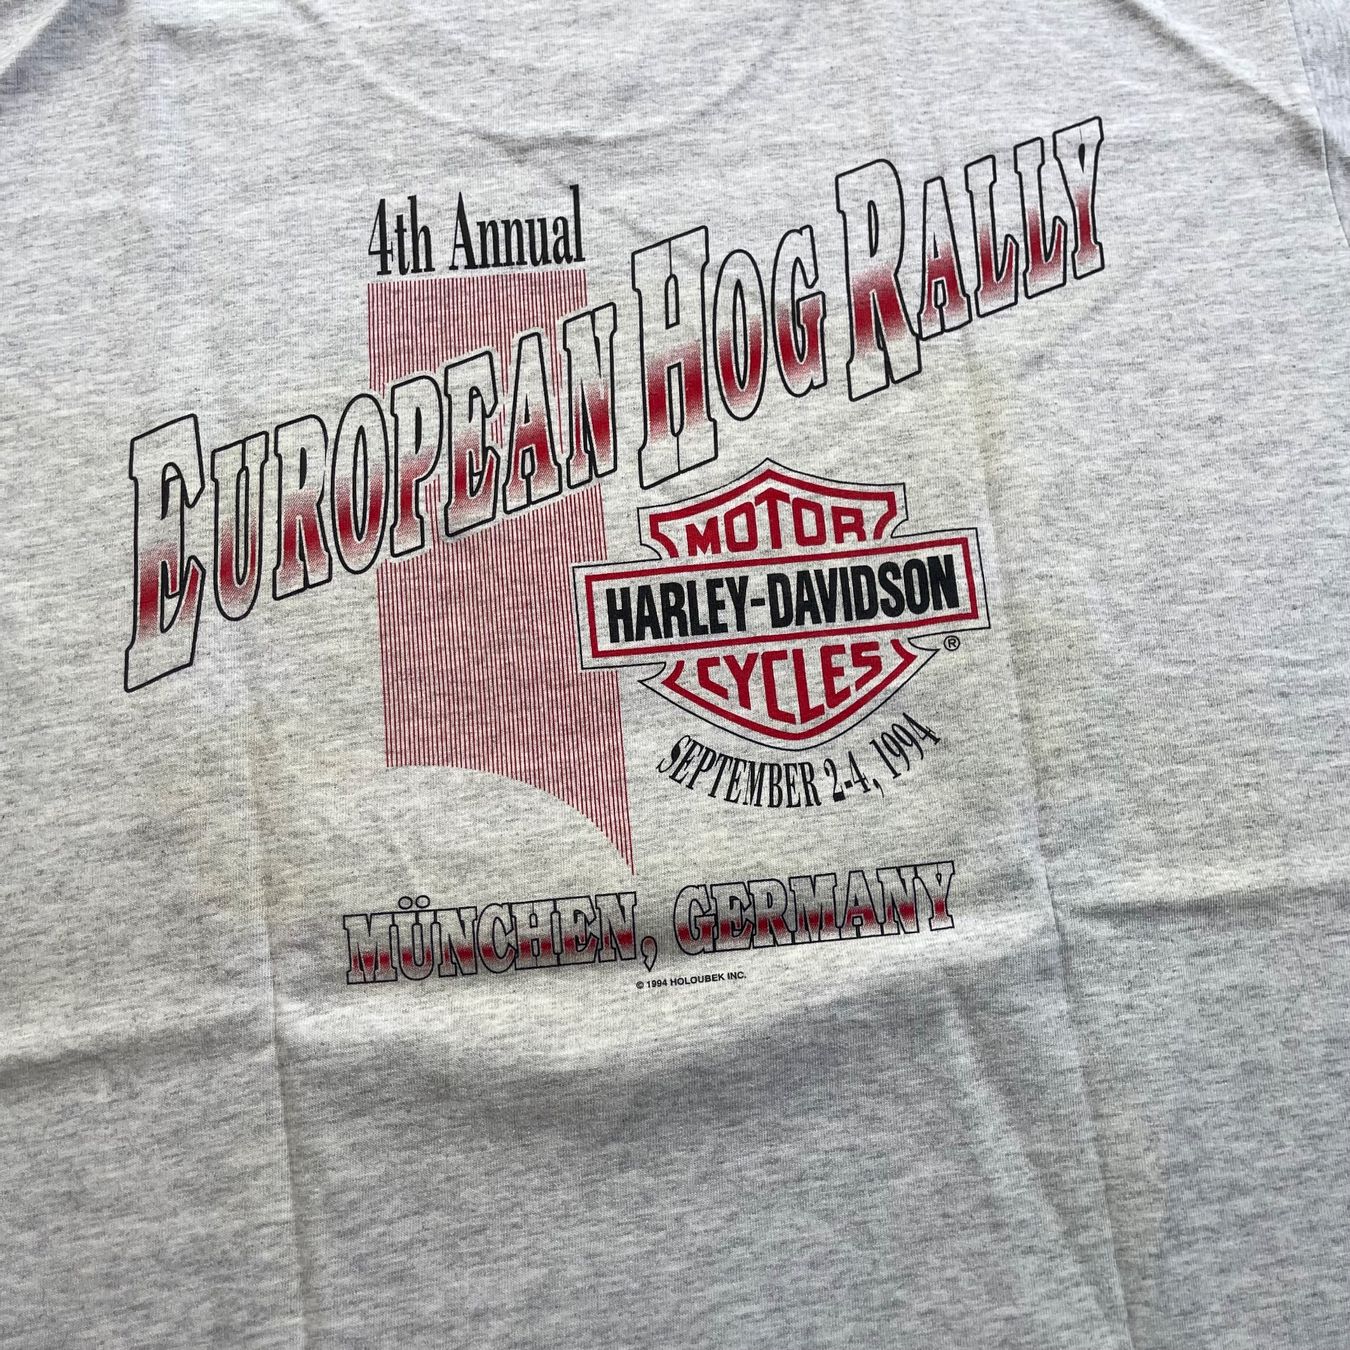 4th Annual
EUROPEAN HOG RALLY
MOTOR
HARLEY-DAVIDSON
CYCLES
®
SEPTEMBER 2-4, 1994
MÜNCHEN, GERMANY
© 1994 HOLOUBEK INC.